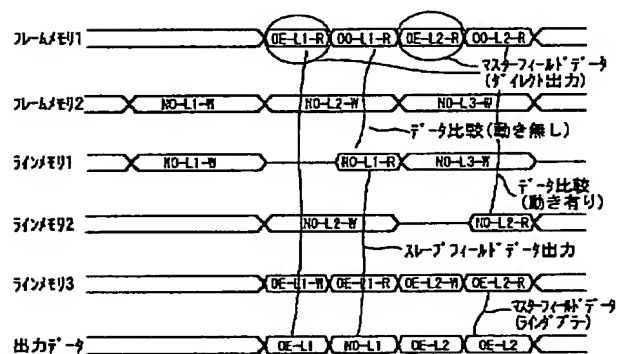 フレームメモリ1 OE-L1-R OO-L1-R OE-L2-R OO-L2-R
マスターフィールドデータ
(ダイレクト出力)
フレームメモリ2 NO-L1-W NO-L2-W NO-L3-W
データ比較(動き無し)
ラインメモリ1 NO-L1-W NO-L1-R NO-L3-W
データ比較
(動き有り)
ラインメモリ2 NO-L2-W NO-L2-R
スレーブフィールドデータ出力
ラインメモリ3 OE-L1-W OE-L1-R OE-L2-W OE-L2-R
マスターフィールドデータ
(ラインダブラー)
出力データ OE-L1 NO-L1 OE-L2 OE-L2